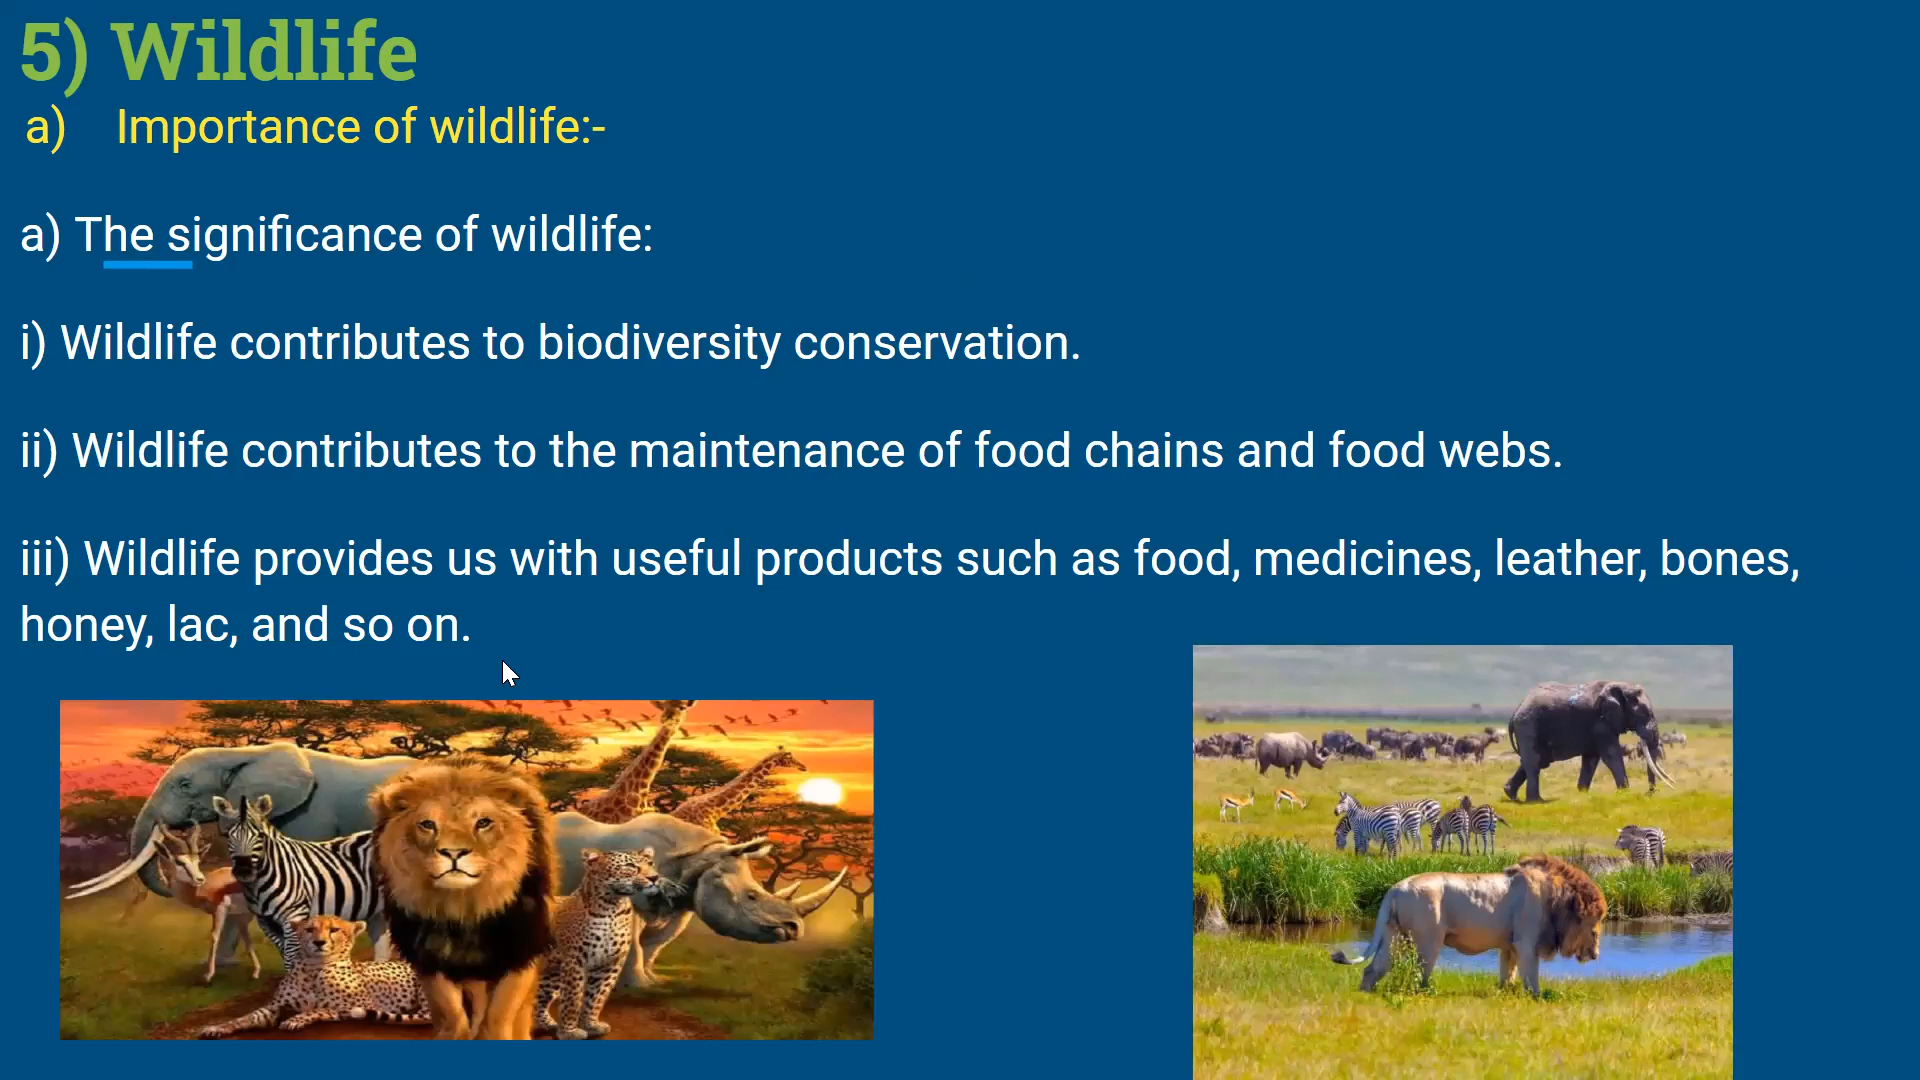 5) Wildlife
a) Importance of wildlife:-
a) The significance of wildlife:
i) Wildlife contributes to biodiversity conservation.
ii) Wildlife contributes to the maintenance of food chains and food webs.
iii) Wildlife provides us with useful products such as food, medicines, leather, bones,
honey, lac, and so on.